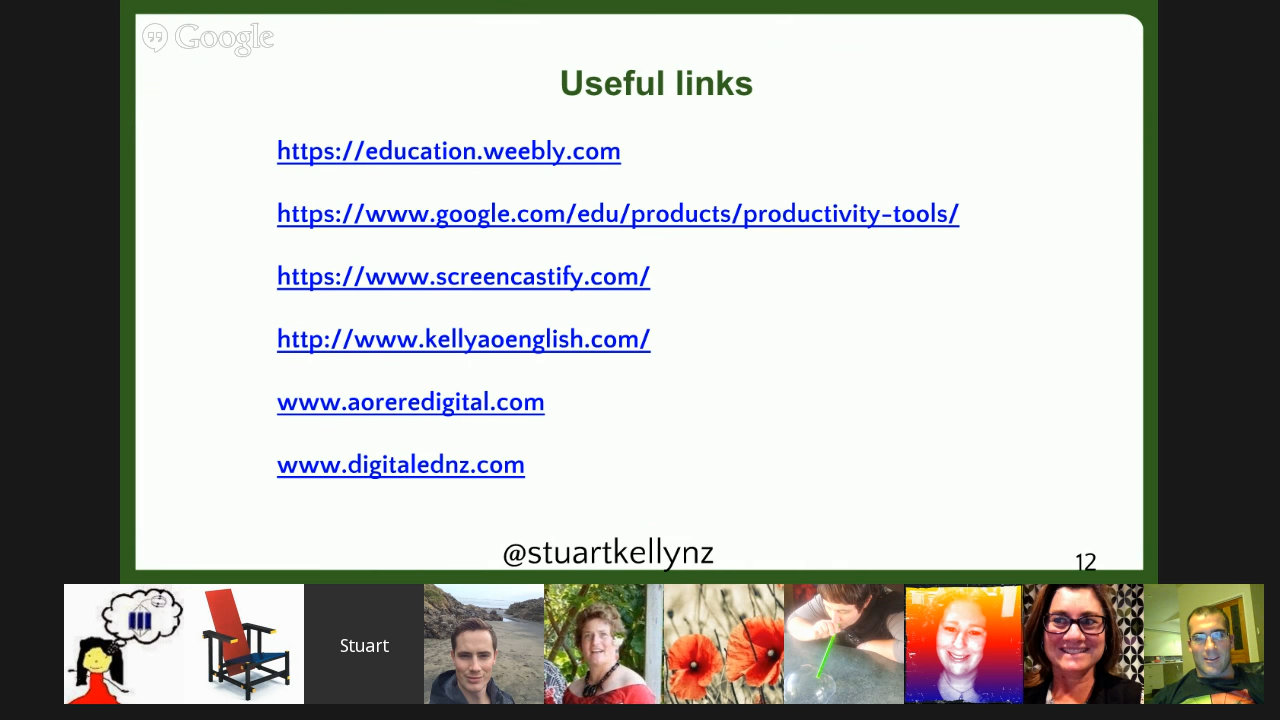 Google
Useful links
https://education.weebly.com
https://www.google.com/edu/products/productivity-tools/
https://www.screencastify.com/
http://www.kellyaoenglish.com/
www.aoreredigital.com
www.digitalednz.com
@stuartkellynz
12
Stuart